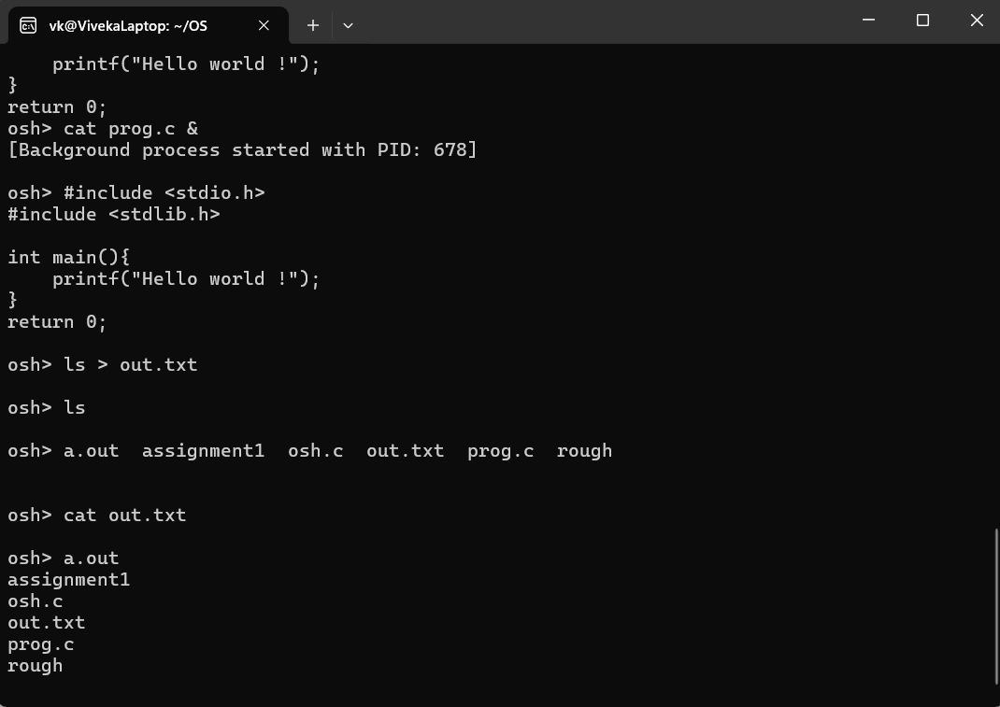 vk@VivekaLaptop: ~/OS
    printf("Hello world !");
}
return 0;
osh> cat prog.c &
[Background process started with PID: 678]
osh> #include <stdio.h>
#include <stdlib.h>
int main(){
    printf("Hello world !");
}
return 0;
osh> ls > out.txt
osh> ls
osh> a.out  assignment1  osh.c  out.txt  prog.c  rough
osh> cat out.txt
osh> a.out
assignment1
osh.c
out.txt
prog.c
rough